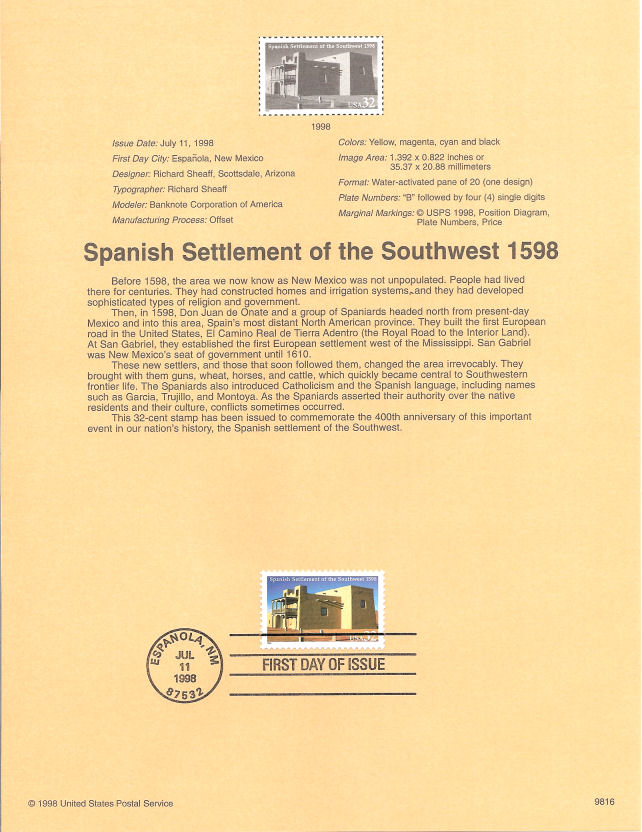 Spanish Settlement of the Southwest 1598
USA 32
1998
Issue Date: July 11, 1998
First Day City: Española, New Mexico
Designer: Richard Sheaff, Scottsdale, Arizona
Typographer: Richard Sheaff
Modeler: Banknote Corporation of America
Manufacturing Process: Offset
Colors: Yellow, magenta, cyan and black
Image Area: 1.392 x 0.822 inches or
35.37 x 20.88 millimeters
Format: Water-activated pane of 20 (one design)
Plate Numbers: "B" followed by four (4) single digits
Marginal Markings: © USPS 1998, Position Diagram,
Plate Numbers, Price
Spanish Settlement of the Southwest 1598
Before 1598, the area we now know as New Mexico was not unpopulated. People had lived
there for centuries. They had constructed homes and irrigation systems, and they had developed
sophisticated types of religion and government.
Then, in 1598, Don Juan de Oñate and a group of Spaniards headed north from present-day
Mexico and into this area, Spain's most distant North American province. They built the first European
road in the United States, El Camino Real de Tierra Adentro (the Royal Road to the Interior Land).
At San Gabriel, they established the first European settlement west of the Mississippi. San Gabriel
was New Mexico's seat of government until 1610.
These new settlers, and those that soon followed them, changed the area irrevocably. They
brought with them guns, wheat, horses, and cattle, which quickly became central to Southwestern
frontier life. The Spaniards also introduced Catholicism and the Spanish language, including names
such as Garcia, Trujillo, and Montoya. As the Spaniards asserted their authority over the native
residents and their culture, conflicts sometimes occurred.
This 32-cent stamp has been issued to commemorate the 400th anniversary of this important
event in our nation's history, the Spanish settlement of the Southwest.
Spanish Settlement of the Southwest 1598
USA 32
ESPANOLA, NM
JUL
11
1998
87532
FIRST DAY OF ISSUE
© 1998 United States Postal Service
9816